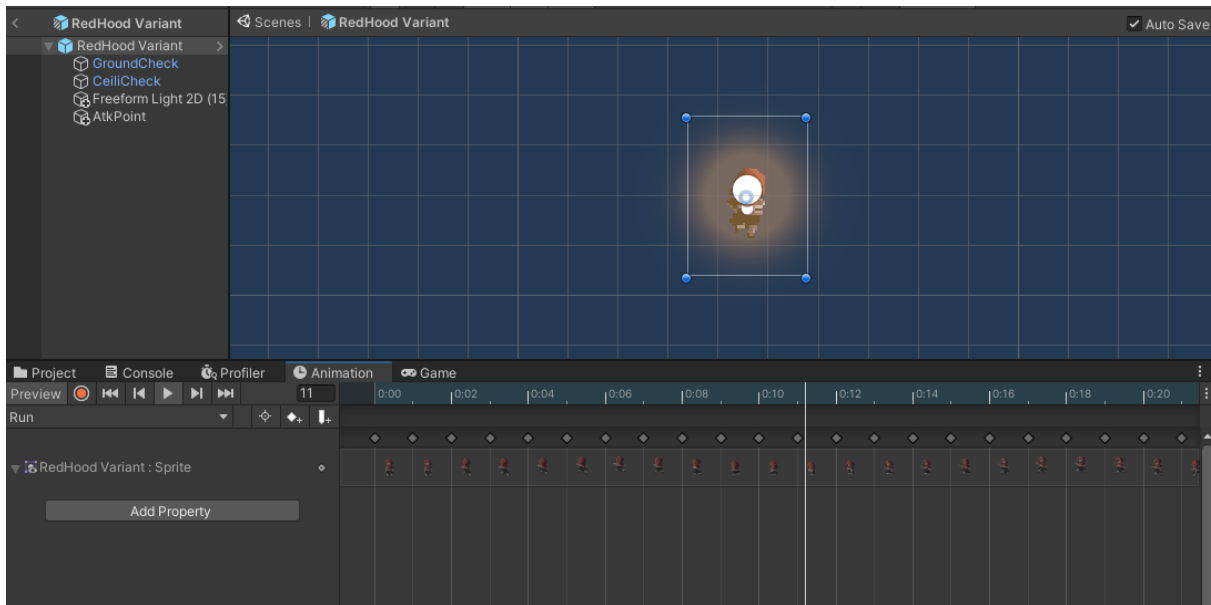 RedHood Variant
Scenes | RedHood Variant
Auto Save
RedHood Variant
GroundCheck
CeiliCheck
Freeform Light 2D (15
AtkPoint
Project Console Profiler Animation Game
Preview 11 0:00 0:02 0:04 0:06 0:08 0:10 0:12 0:14 0:16 0:18 0:20
Run
RedHood Variant : Sprite
Add Property